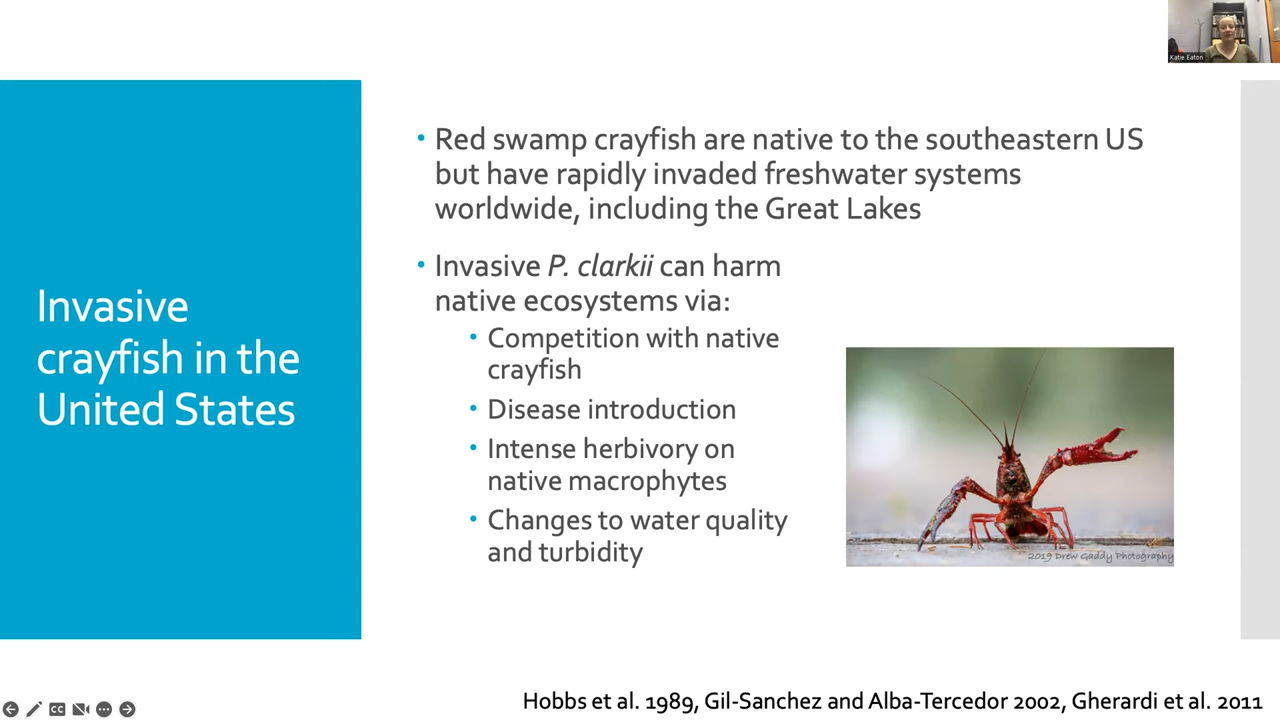 Katie Eaton
Invasive
crayfish in the
United States
• Red swamp crayfish are native to the southeastern US
but have rapidly invaded freshwater systems
worldwide, including the Great Lakes
• Invasive P. clarkii can harm
native ecosystems via:
• Competition with native
crayfish
• Disease introduction
• Intense herbivory on
native macrophytes
• Changes to water quality
and turbidity
2019 Drew Gaddy Photography
CC
Hobbs et al. 1989, Gil-Sanchez and Alba-Tercedor 2002, Gherardi et al. 2011